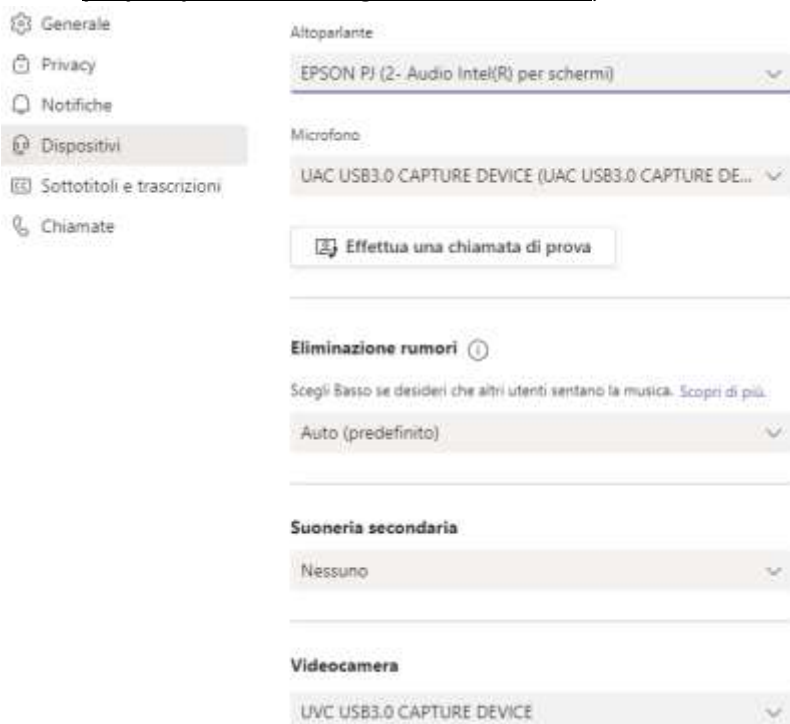 Generale
Privacy
Notifiche
Dispositivi
Sottotitoli e trascrizioni
Chiamate
Altoparlante
EPSON PJ (2- Audio Intel(R) per schermi)
Microfono
UAC USB3.0 CAPTURE DEVICE (UAC USB3.0 CAPTURE DE...
Effettua una chiamata di prova
Eliminazione rumori
Scegli Basso se desideri che altri utenti sentano la musica. Scopri di più.
Auto (predefinito)
Suoneria secondaria
Nessuno
Videocamera
UVC USB3.0 CAPTURE DEVICE